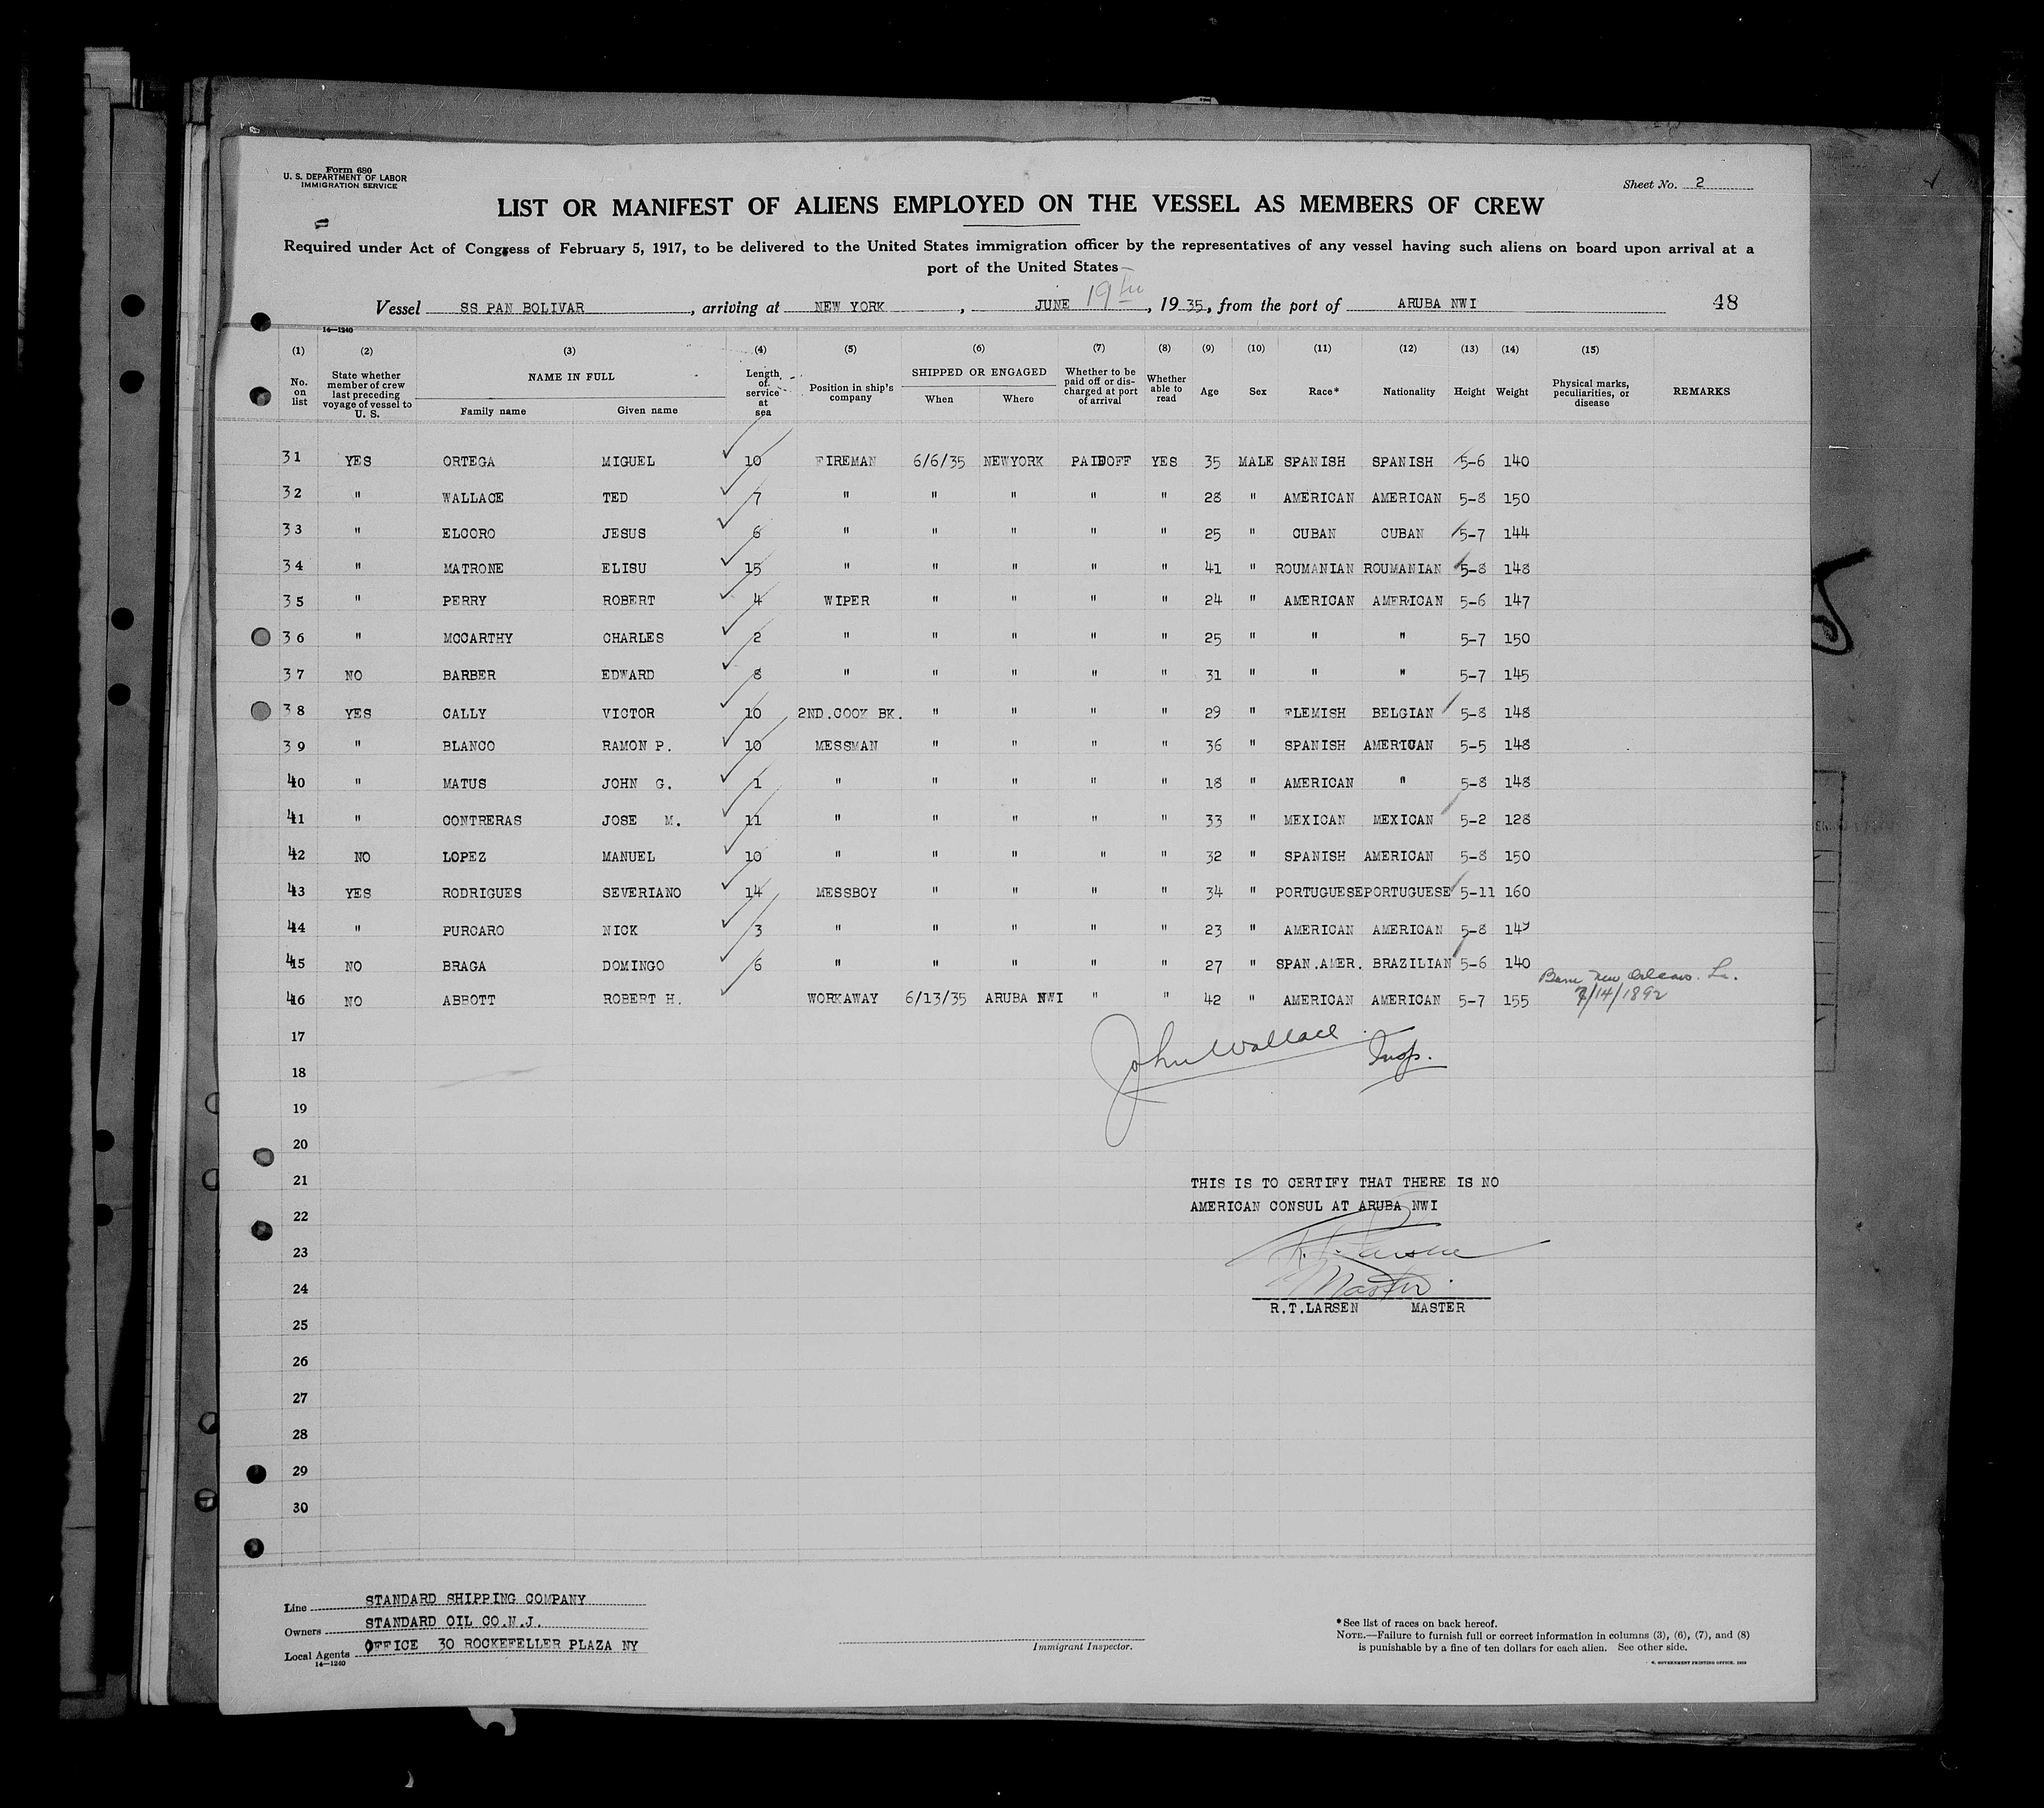 Form 680
U. S. DEPARTMENT OF LABOR
IMMIGRATION SERVICE
Sheet No. 2
LIST OR MANIFEST OF ALIENS EMPLOYED ON THE VESSEL AS MEMBERS OF CREW
Required under Act of Congress of February 5, 1917, to be delivered to the United States immigration officer by the representatives of any vessel having such aliens on board upon arrival at a
port of the United States
Vessel SS PAN BOLIVAR, arriving at NEW YORK, JUNE 19th, 1935, from the port of ARUBA NWI 48
14—1240
(1) (2) (3) (4) (5) (6) (7) (8) (9) (10) (11) (12) (13) (14) (15)
No. on list State whether member of crew last preceding voyage of vessel to U. S. NAME IN FULL Family name Given name Length of service at sea Position in ship's company SHIPPED OR ENGAGED When Where Whether to be paid off or discharged at port of arrival Whether able to read Age Sex Race* Nationality Height Weight Physical marks, peculiarities, or disease REMARKS
31 YES ORTEGA MIGUEL 10 FIREMAN 6/6/35 NEWYORK PAIDOFF YES 35 MALE SPANISH SPANISH 5-6 140
32 " WALLACE TED 7 " " " " " 28 " AMERICAN AMERICAN 5-8 150
33 " ELCORO JESUS 6 " " " " " 25 " CUBAN CUBAN 5-7 144
34 " MATRONE ELISU 15 " " " " " 41 " ROUMANIAN ROUMANIAN 5-8 148
35 " PERRY ROBERT 4 WIPER " " " " 24 " AMERICAN AMERICAN 5-6 147
36 " MCCARTHY CHARLES 2 " " " " " 25 " " " 5-7 150
37 NO BARBER EDWARD 8 " " " " " 31 " " " 5-7 145
38 YES CALLY VICTOR 10 2ND.COOK BK. " " " " 29 " FLEMISH BELGIAN 5-8 148
39 " BLANCO RAMON P. 10 MESSMAN " " " " 36 " SPANISH AMERICAN 5-5 148
40 " MATUS JOHN G. 1 " " " " " 18 " AMERICAN " 5-8 148
41 " CONTRERAS JOSE M. 11 " " " " " 33 " MEXICAN MEXICAN 5-2 128
42 NO LOPEZ MANUEL 10 " " " " " 32 " SPANISH AMERICAN 5-8 150
43 YES RODRIGUES SEVERIANO 14 MESSBOY " " " " 34 " PORTUGUESE PORTUGUESE 5-11 160
44 " PURCARO NICK 3 " " " " " 23 " AMERICAN AMERICAN 5-8 149
45 NO BRAGA DOMINGO 6 " " " " " 27 " SPAN.AMER. BRAZILIAN 5-6 140
Born New Orleans. La.
46 NO ABBOTT ROBERT H. WORKAWAY 6/13/35 ARUBA NWI " " 42 " AMERICAN AMERICAN 5-7 155 7/14/1892
17 John Wallace Insp.
18
19
20
21 THIS IS TO CERTIFY THAT THERE IS NO
22 AMERICAN CONSUL AT ARUBA NWI
23 R. T. Larsen
24 Master
R.T.LARSEN MASTER
25
26
27
28
29
30
Line STANDARD SHIPPING COMPANY
Owners STANDARD OIL CO.N.J.
Local Agents OFFICE 30 ROCKEFELLER PLAZA NY
14—1240
Immigrant Inspector.
*See list of races on back hereof.
NOTE.—Failure to furnish full or correct information in columns (3), (6), (7), and (8)
is punishable by a fine of ten dollars for each alien. See other side.